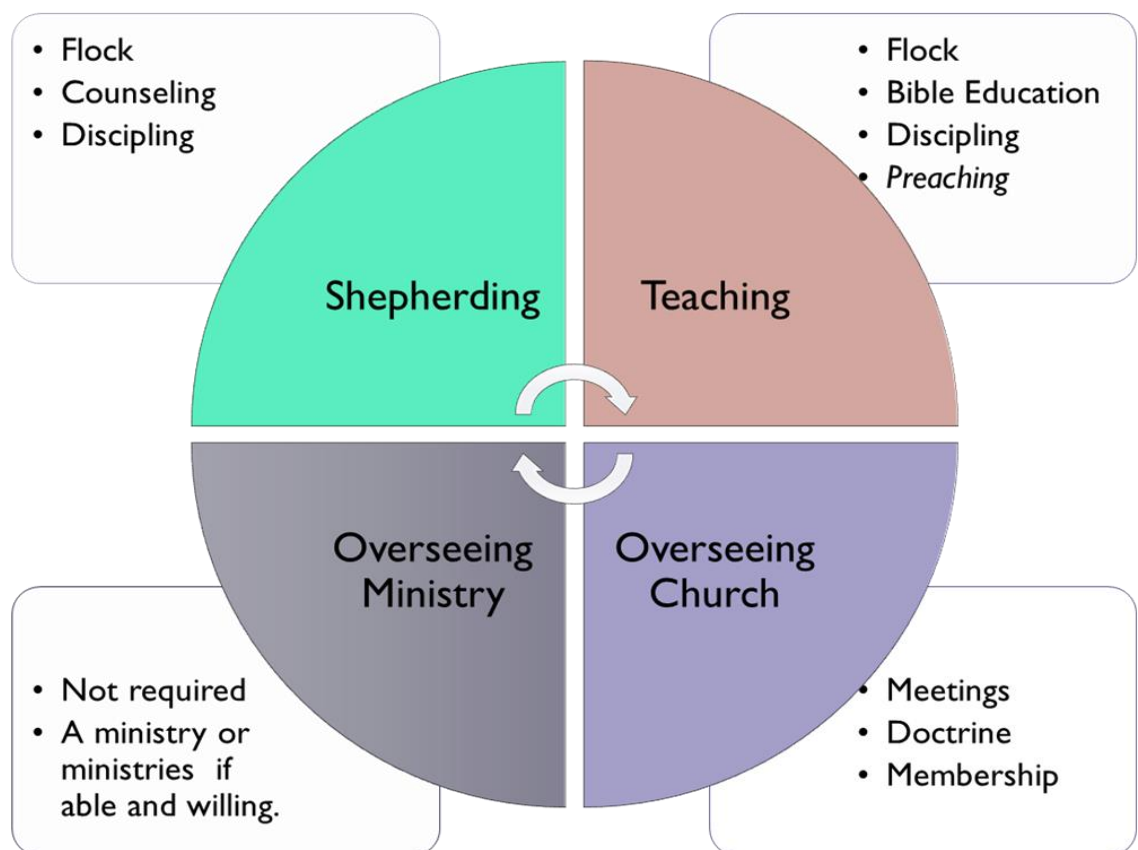 • Flock
• Counseling
• Discipling
• Flock
• Bible Education
• Discipling
• Preaching
Shepherding
Teaching
Overseeing
Ministry
Overseeing
Church
• Not required
• A ministry or
ministries if
able and willing.
• Meetings
• Doctrine
• Membership